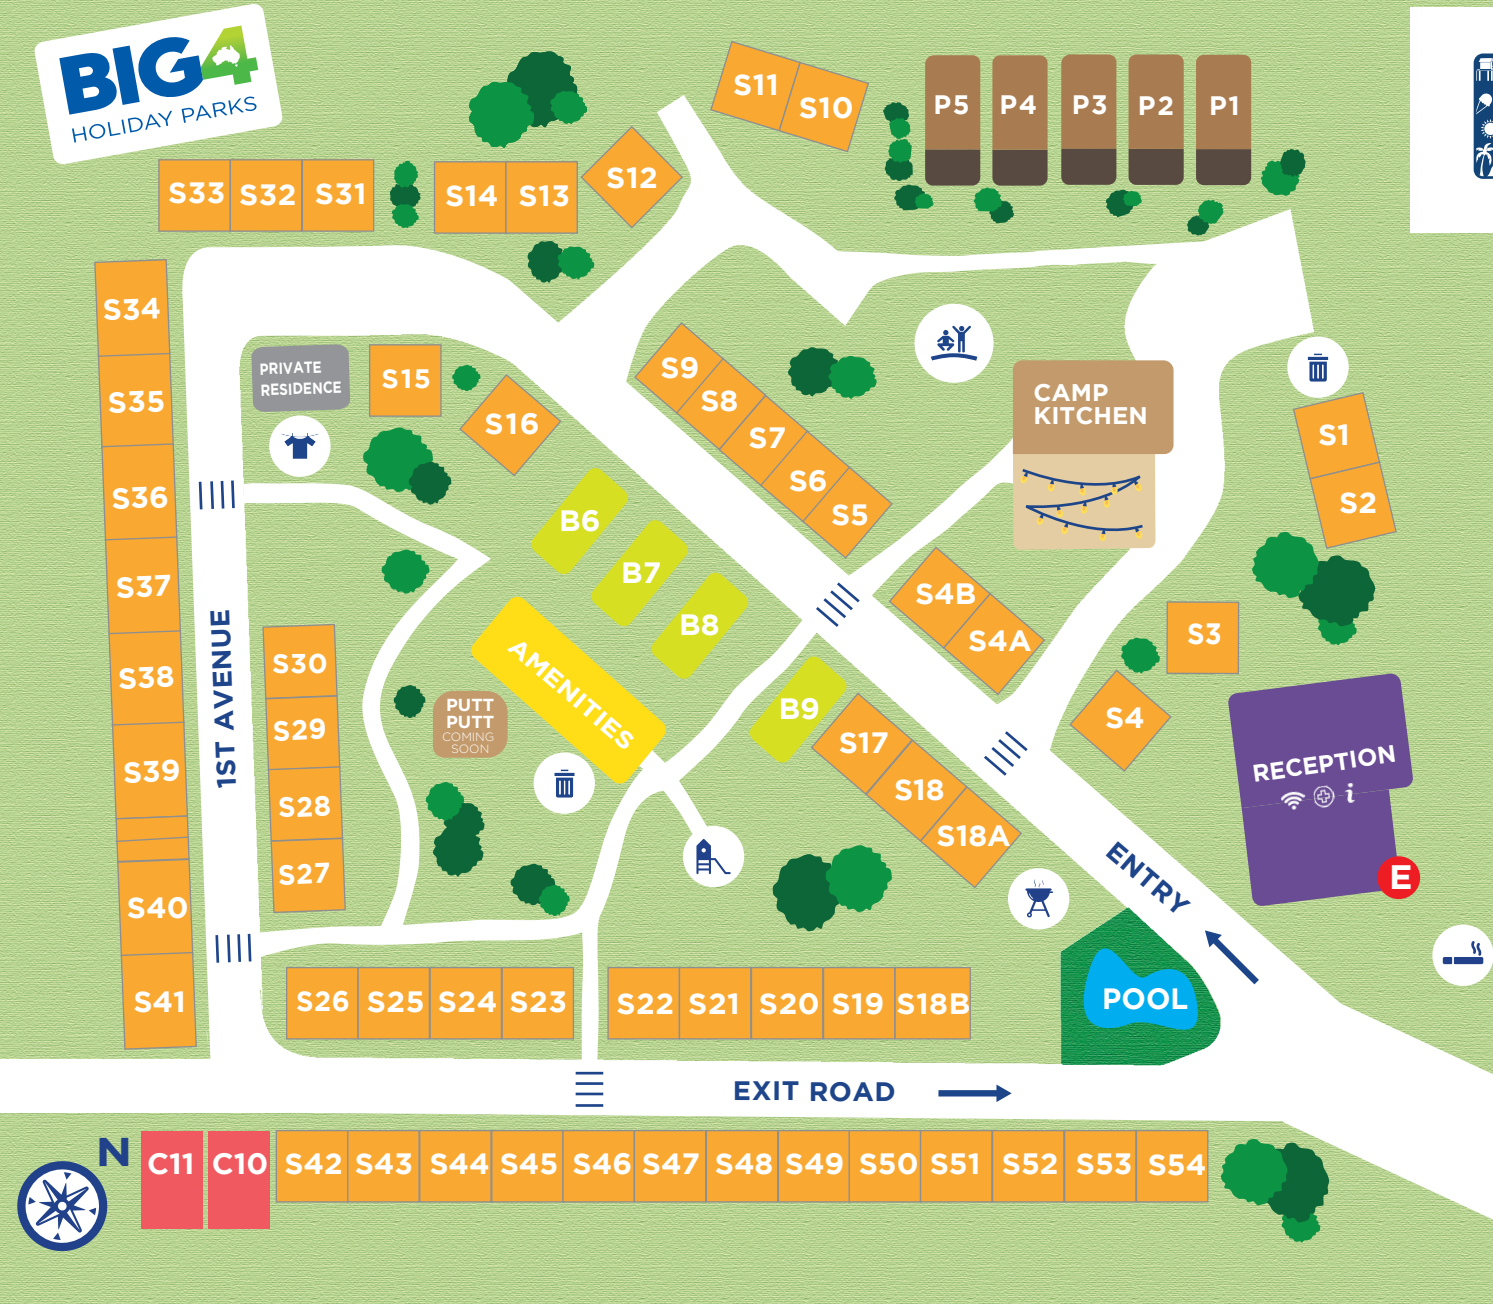 BIG4
HOLIDAY PARKS
S11
S10
P5
P4
P3
P2
P1
S33
S32
S31
S14
S13
S12
S34
S35
S36
S37
S38
S39
S40
S41
PRIVATE
RESIDENCE
S15
S16
S9
S8
S7
S6
S5
CAMP
KITCHEN
S1
S2
B6
B7
B8
B9
S4B
S4A
S3
S4
1ST AVENUE
S30
S29
S28
S27
AMENITIES
PUTT
PUTT
COMING
SOON
S17
S18
S18A
RECEPTION
i
E
ENTRY
POOL
S26
S25
S24
S23
S22
S21
S20
S19
S18B
EXIT ROAD
N
C11
C10
S42
S43
S44
S45
S46
S47
S48
S49
S50
S51
S52
S53
S54